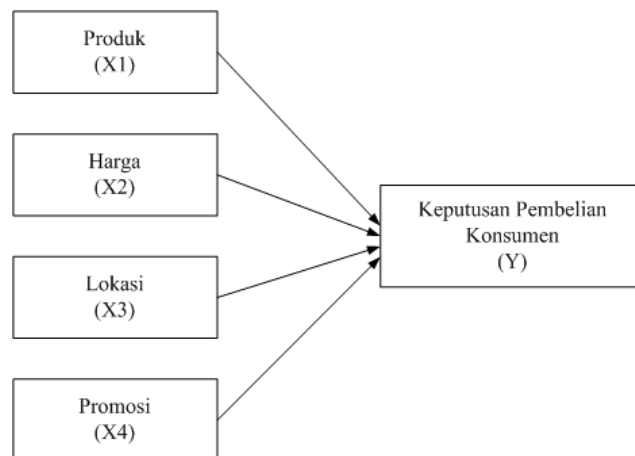 Produk
(X1)
Harga
(X2)
Lokasi
(X3)
Promosi
(X4)
Keputusan Pembelian
Konsumen
(Y)